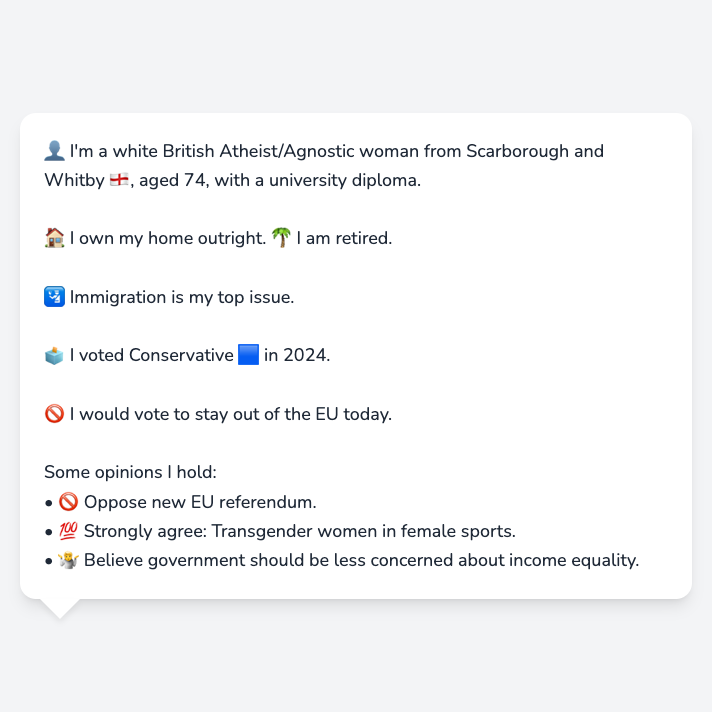 👤 I'm a white British Atheist/Agnostic woman from Scarborough and
Whitby 🏴󠁧󠁢󠁥󠁮󠁧󠁿, aged 74, with a university diploma.
🏠 I own my home outright. 🌴 I am retired.
🛂 Immigration is my top issue.
🗳️ I voted Conservative 🟦 in 2024.
🚫 I would vote to stay out of the EU today.
Some opinions I hold:
• 🚫 Oppose new EU referendum.
• 💯 Strongly agree: Transgender women in female sports.
• 🤷‍♀️ Believe government should be less concerned about income equality.